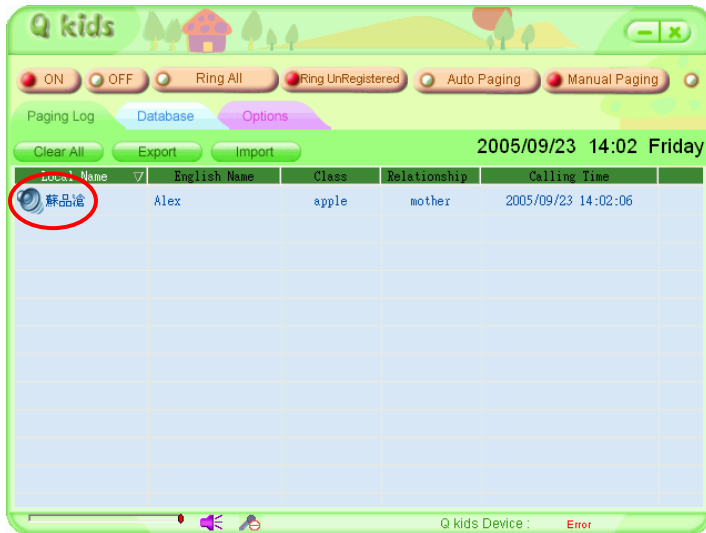 Q kids
ON OFF Ring All Ring UnRegistered Auto Paging Manual Paging
Paging Log Database Options
Clear All Export Import 2005/09/23 14:02 Friday
Local Name English Name Class Relationship Calling Time
蘇品滄 Alex apple mother 2005/09/23 14:02:06
Q kids Device : Error